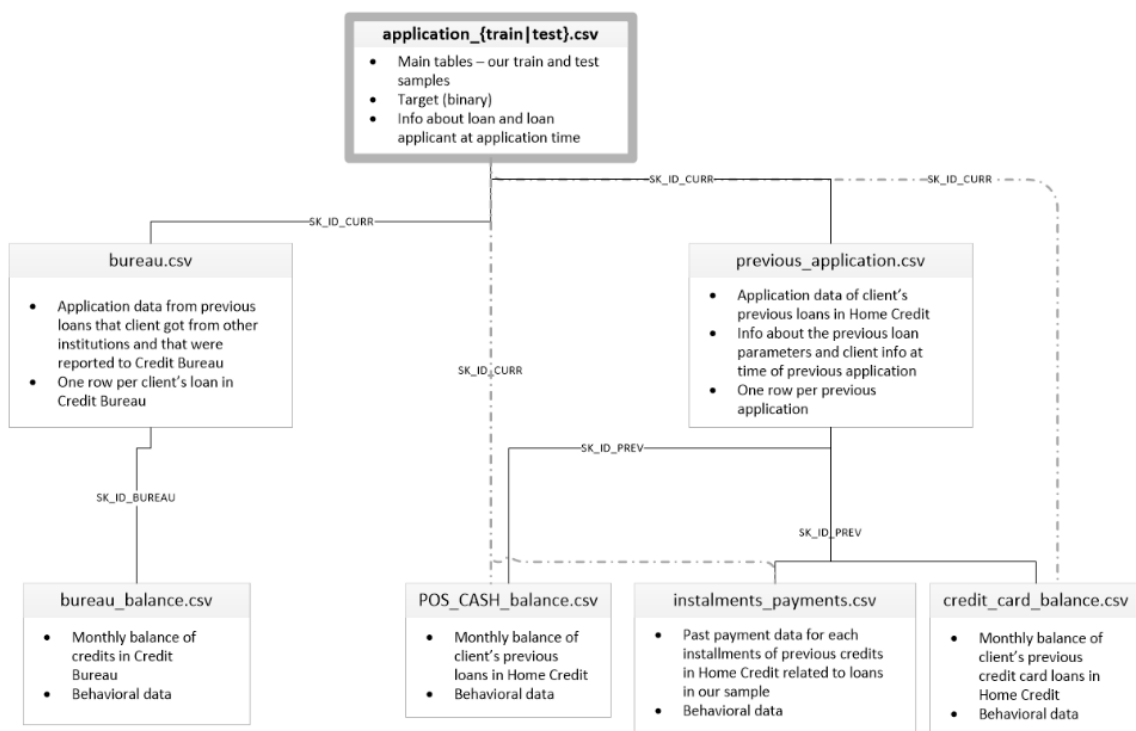 application_{train|test}.csv
• Main tables – our train and test
samples
• Target (binary)
• Info about loan and loan
applicant at application time
SK_ID_CURR
SK_ID_CURR
SK_ID_CURR
bureau.csv
• Application data from previous
loans that client got from other
institutions and that were
reported to Credit Bureau
• One row per client's loan in
Credit Bureau
previous_application.csv
• Application data of client's
previous loans in Home Credit
• Info about the previous loan
parameters and client info at
time of previous application
• One row per previous
application
SK_ID_CURR
SK_ID_PREV
SK_ID_BUREAU
SK_ID_PREV
bureau_balance.csv
• Monthly balance of
credits in Credit
Bureau
• Behavioral data
POS_CASH_balance.csv
• Monthly balance of
client's previous
loans in Home Credit
• Behavioral data
instalments_payments.csv
• Past payment data for each
installments of previous credits
in Home Credit related to loans
in our sample
• Behavioral data
credit_card_balance.csv
• Monthly balance of
client's previous
credit card loans in
Home Credit
• Behavioral data